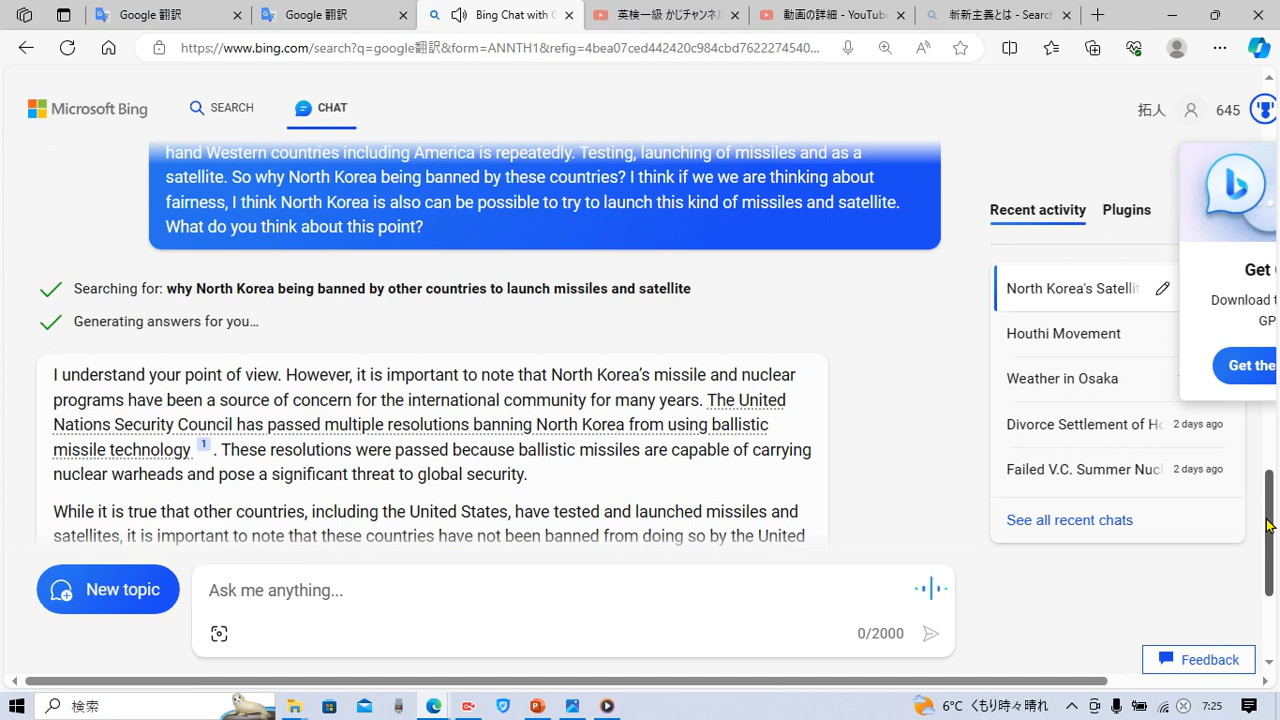 Google 翻訳
Google 翻訳
Bing Chat with G
英検一級 かじチャンネル
動画の詳細 - YouTube
斬新主義とは - Search
https://www.bing.com/search?q=google翻訳&form=ANNTH1&refig=4bea07ced442420c984cbd7622274540...
Microsoft Bing
SEARCH
CHAT
拓人
645
hand Western countries including America is repeatedly. Testing, launching of missiles and as a
satellite. So why North Korea being banned by these countries? I think if we we are thinking about
fairness, I think North Korea is also can be possible to try to launch this kind of missiles and satellite.
What do you think about this point?
Searching for: why North Korea being banned by other countries to launch missiles and satellite
Generating answers for you...
I understand your point of view. However, it is important to note that North Korea's missile and nuclear
programs have been a source of concern for the international community for many years. The United
Nations Security Council has passed multiple resolutions banning North Korea from using ballistic
missile technology 1 . These resolutions were passed because ballistic missiles are capable of carrying
nuclear warheads and pose a significant threat to global security.
While it is true that other countries, including the United States, have tested and launched missiles and
satellites, it is important to note that these countries have not been banned from doing so by the United
New topic
Ask me anything...
0/2000
Recent activity
Plugins
North Korea's Satellit
Houthi Movement
Weather in Osaka
Divorce Settlement of Ho
2 days ago
Failed V.C. Summer Nucl
2 days ago
See all recent chats
Get
Download t
GP
Get the
Feedback
検索
6°C くもり時々晴れ
7:25